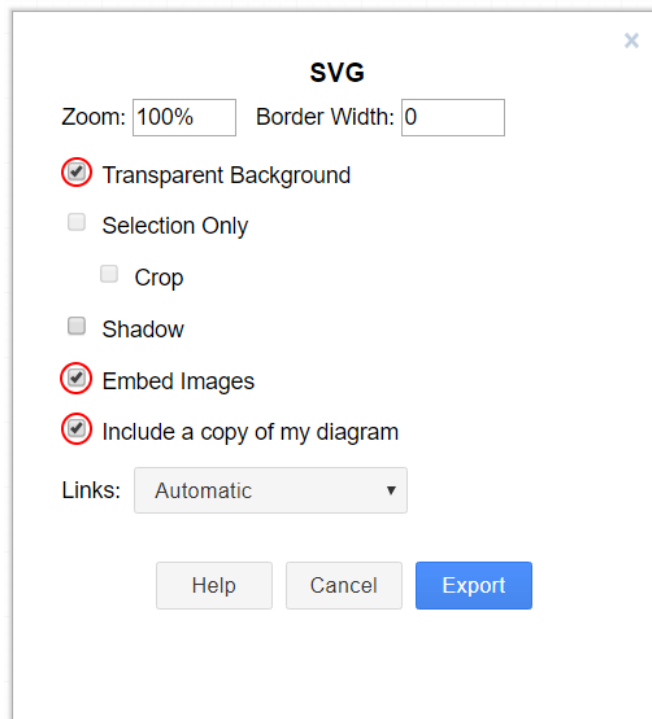 SVG
Zoom: 100% Border Width: 0
Transparent Background
Selection Only
Crop
Shadow
Embed Images
Include a copy of my diagram
Links: Automatic
Help Cancel Export